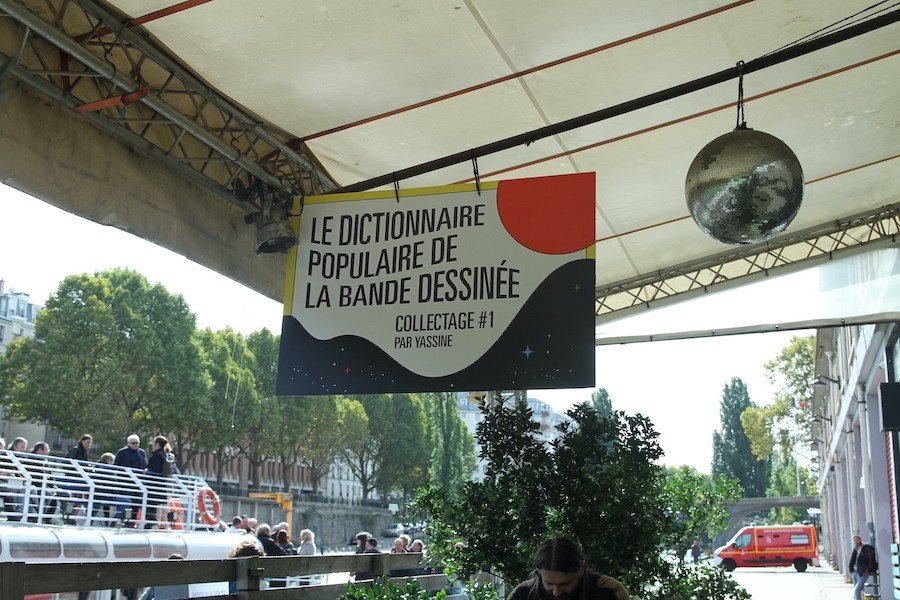 LE DICTIONNAIRE
POPULAIRE DE
LA BANDE DESSINÉE
COLLECTAGE #1
PAR YASSINE